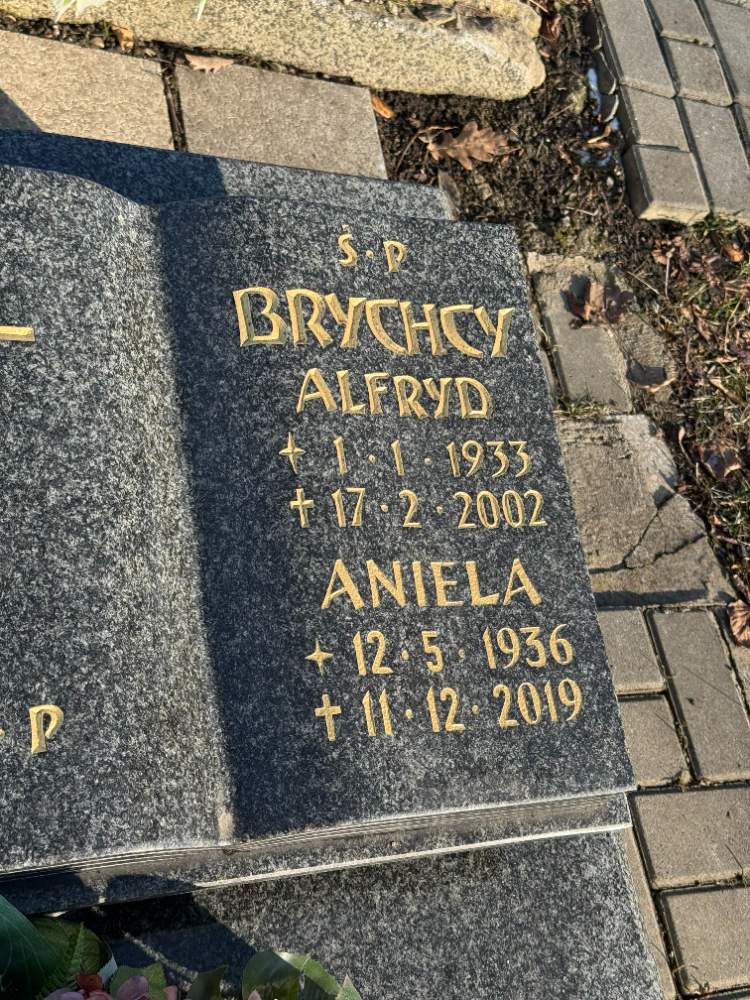 Ś·P
BRYCHCY
ALFRYD
1·1·1933
† 17·2·2002
ANIELA
12·5·1936
† 11·12·2019
· P